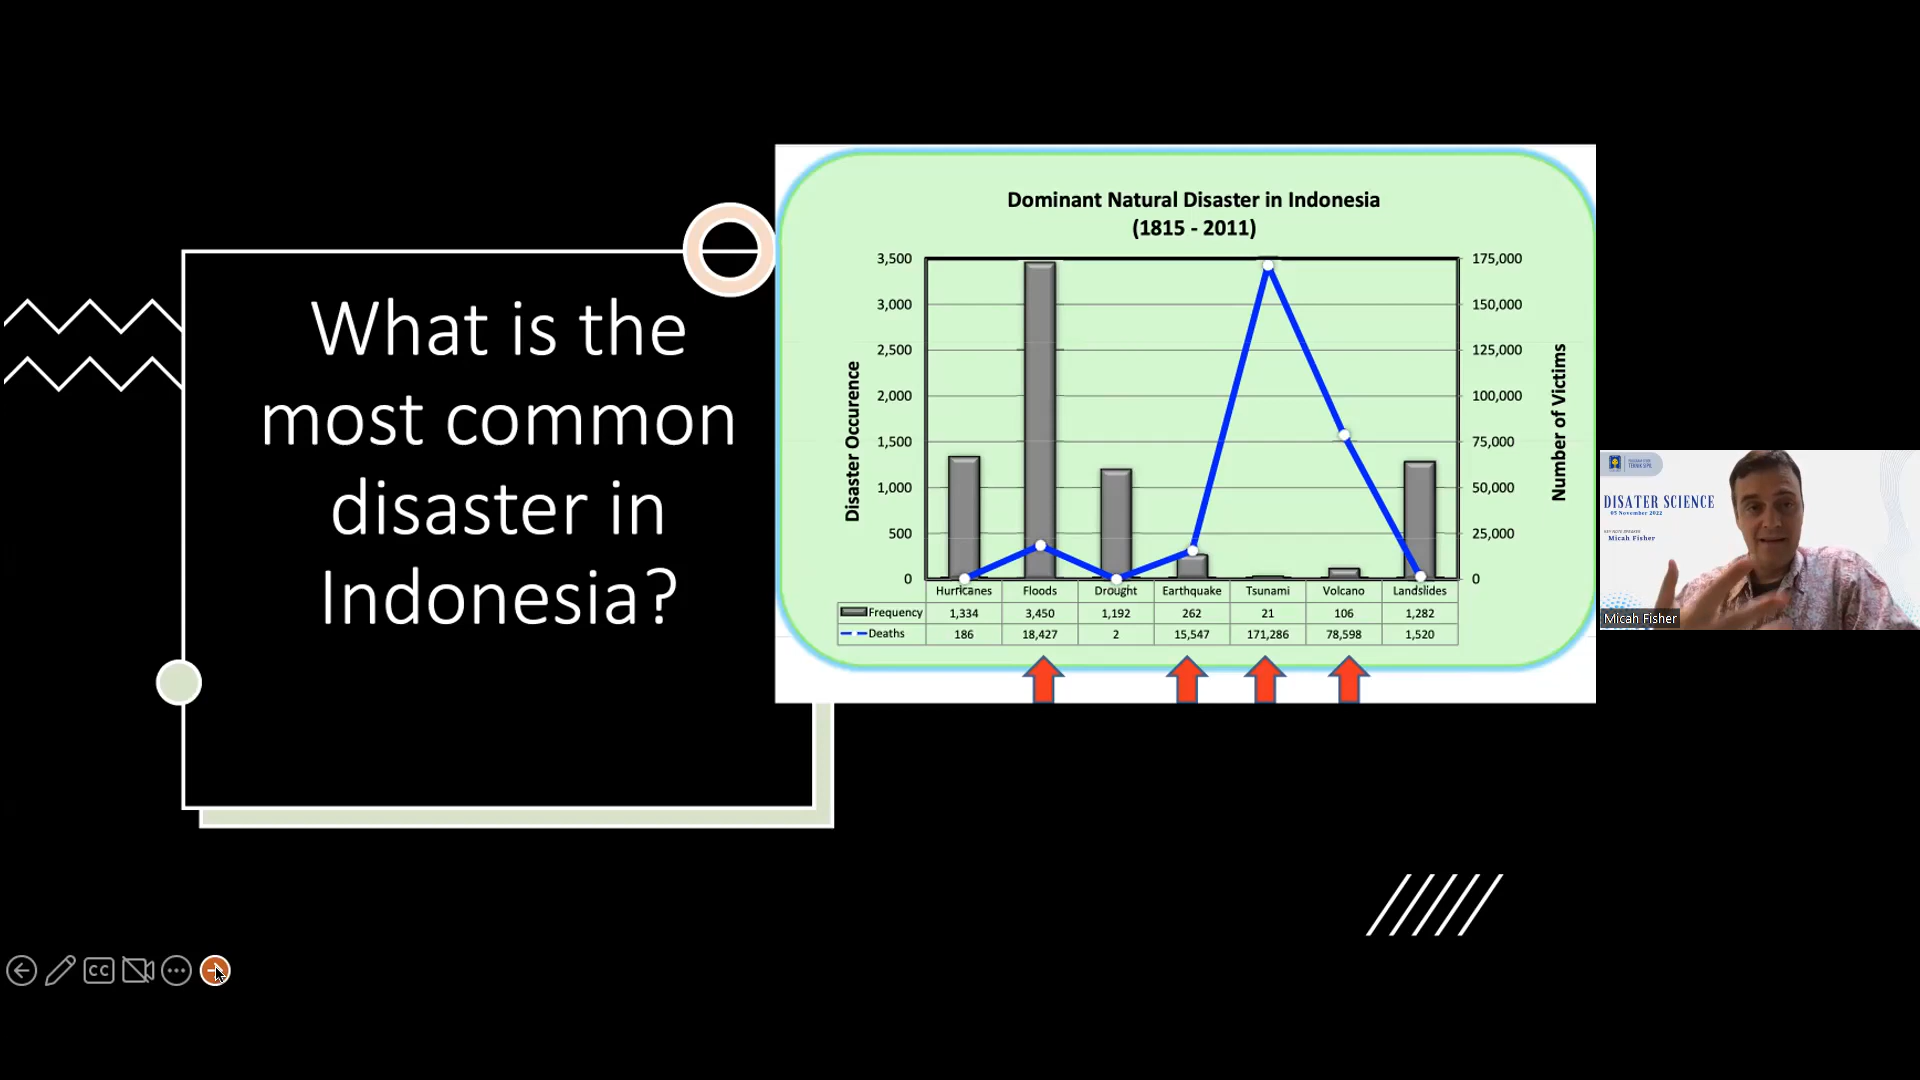 What is the
most common
disaster in
Indonesia?
Dominant Natural Disaster in Indonesia
(1815 - 2011)
Disaster Occurence
3,500
3,000
2,500
2,000
1,500
1,000
500
0
175,000
150,000
125,000
100,000
75,000
50,000
25,000
0
Number of Victims
Hurricanes Floods Drought Earthquake Tsunami Volcano Landslides
Frequency 1,334 3,450 1,192 262 21 106 1,282
Deaths 186 18,427 2 15,547 171,286 78,598 1,520
DISATER SCIENCE
05 November 2022
Micah Fisher
Micah Fisher
CC